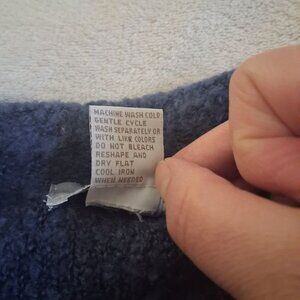 MACHINE WASH COLD
GENTLE CYCLE
WASH SEPARATELY OR
WITH LIKE COLORS
DO NOT BLEACH
RESHAPE AND
DRY FLAT
COOL IRON
WHEN NEEDED